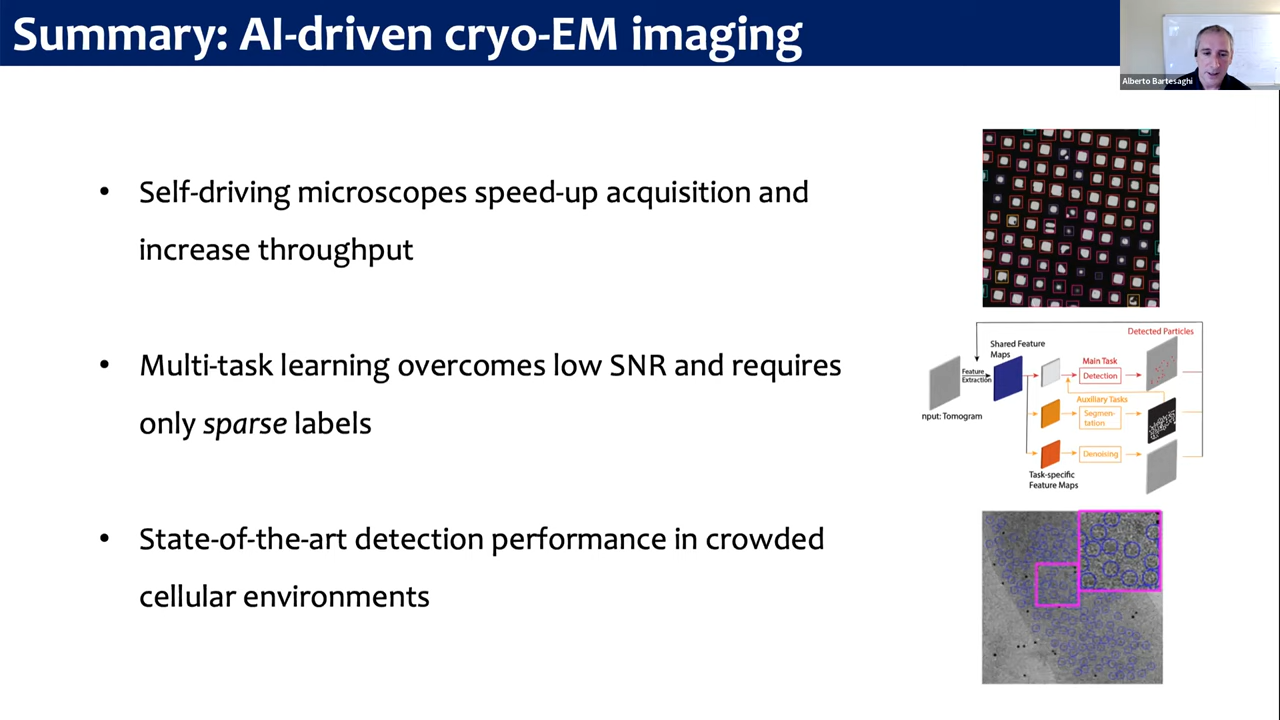 Summary: AI-driven cryo-EM imaging
Alberto Bartesaghi
• Self-driving microscopes speed-up acquisition and
increase throughput
• Multi-task learning overcomes low SNR and requires
only sparse labels
• State-of-the-art detection performance in crowded
cellular environments
Detected Particles
Shared Feature
Maps
Feature
Extraction
Main Task
Detection
nput: Tomogram
Auxiliary Tasks
Segmen-
tation
Denoising
Task-specific
Feature Maps